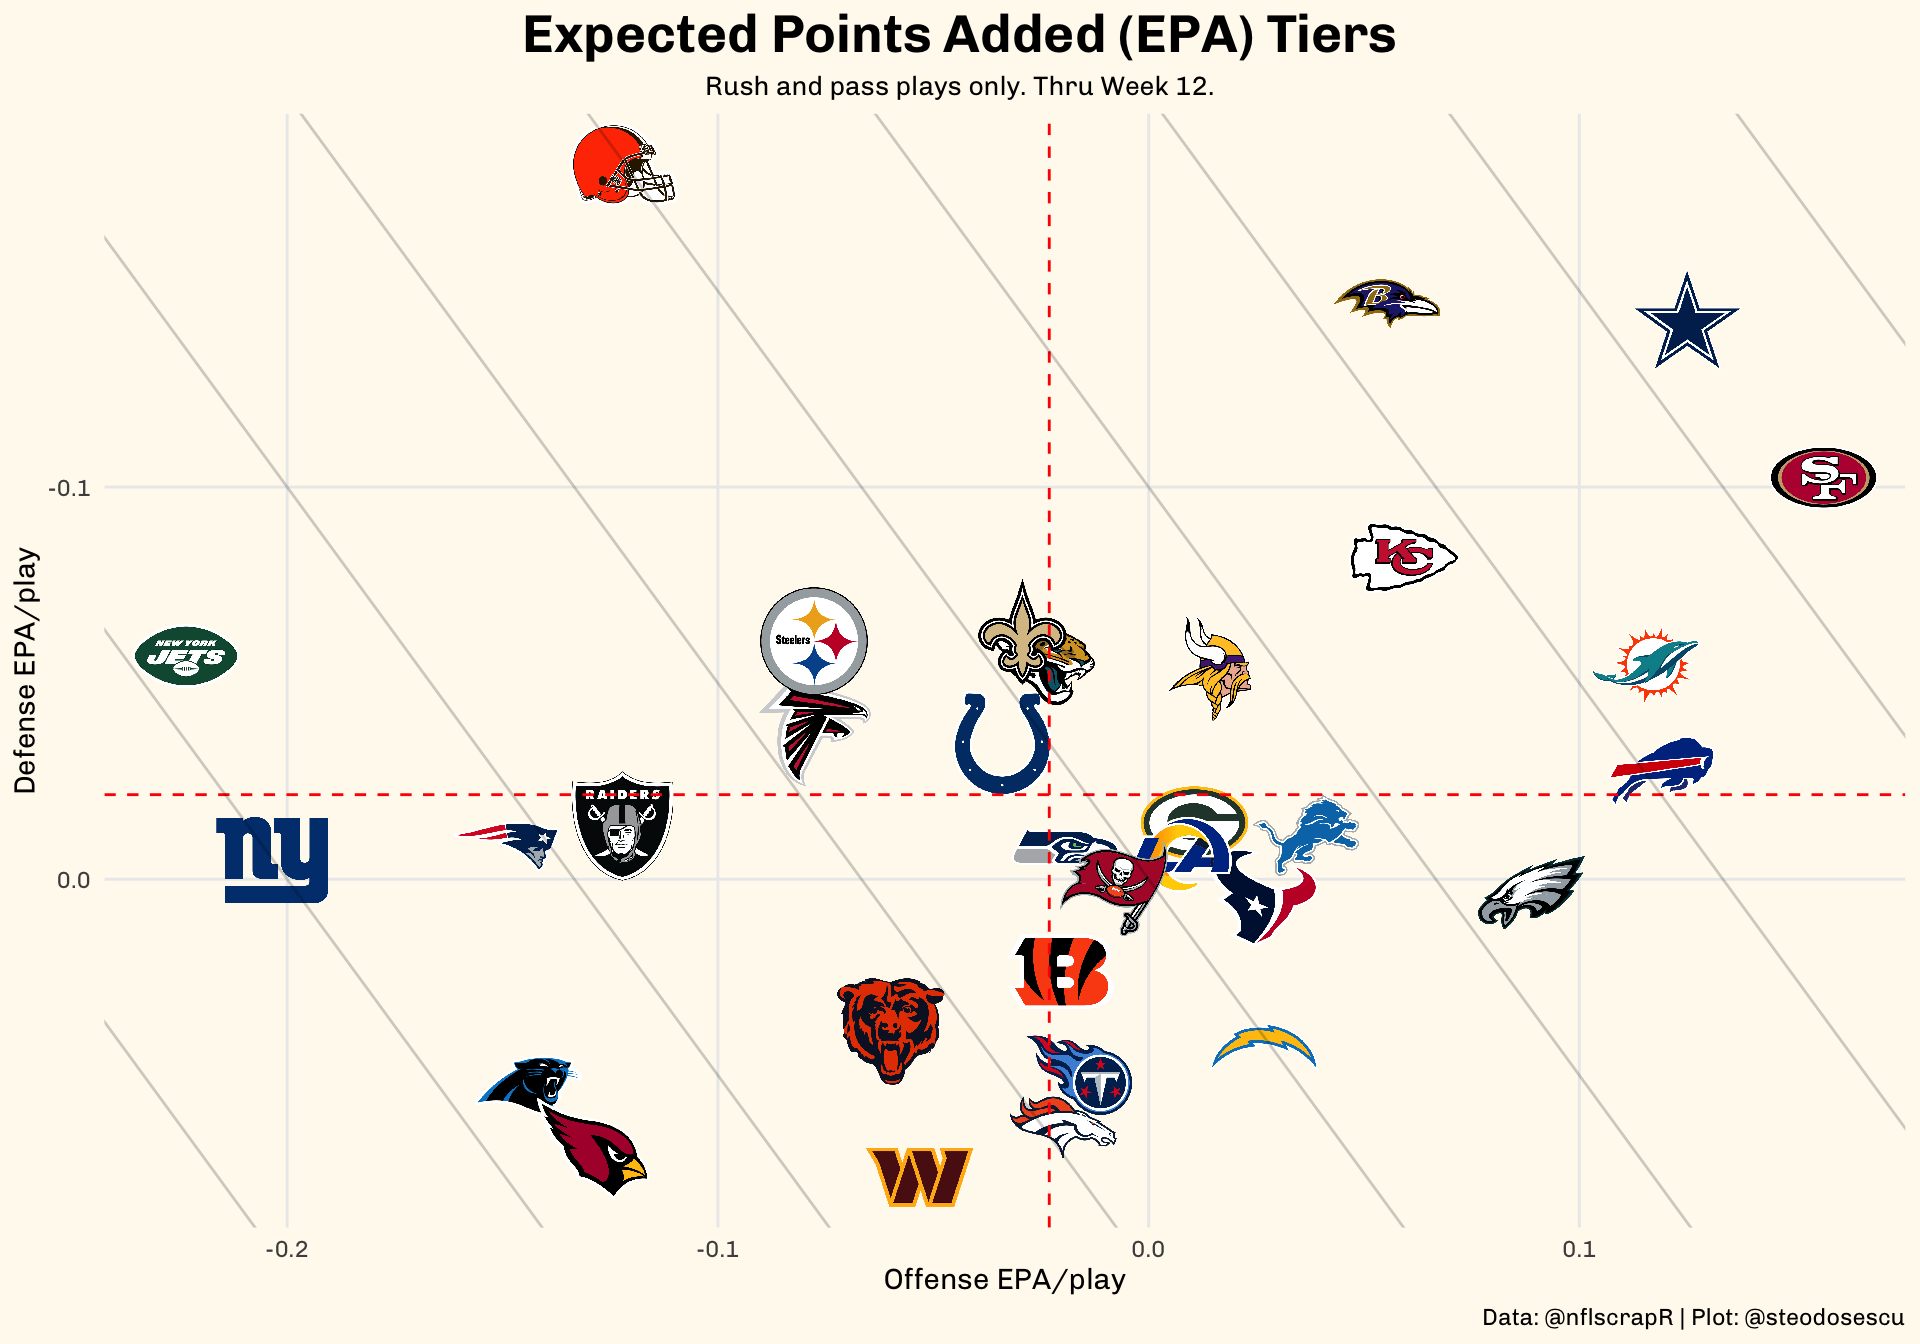 Expected Points Added (EPA) Tiers
Rush and pass plays only. Thru Week 12.
Defense EPA/play
-0.1
0.0
B
SF
KC
Steelers
NEW YORK
JETS
RAIDERS
ny
G
LA
B
T
W
-0.2
-0.1
0.0
0.1
Offense EPA/play
Data: @nflscrapR | Plot: @steodosescu